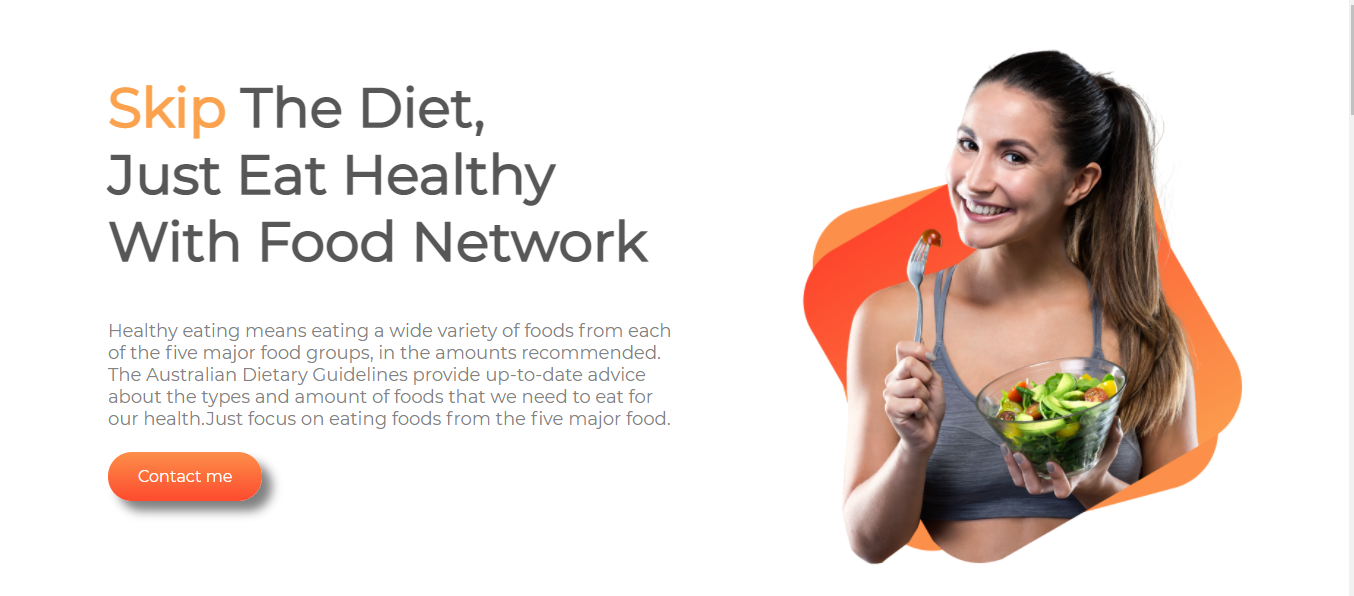 Skip The Diet,
Just Eat Healthy
With Food Network
Healthy eating means eating a wide variety of foods from each
of the five major food groups, in the amounts recommended.
The Australian Dietary Guidelines provide up-to-date advice
about the types and amount of foods that we need to eat for
our health.Just focus on eating foods from the five major food.
Contact me